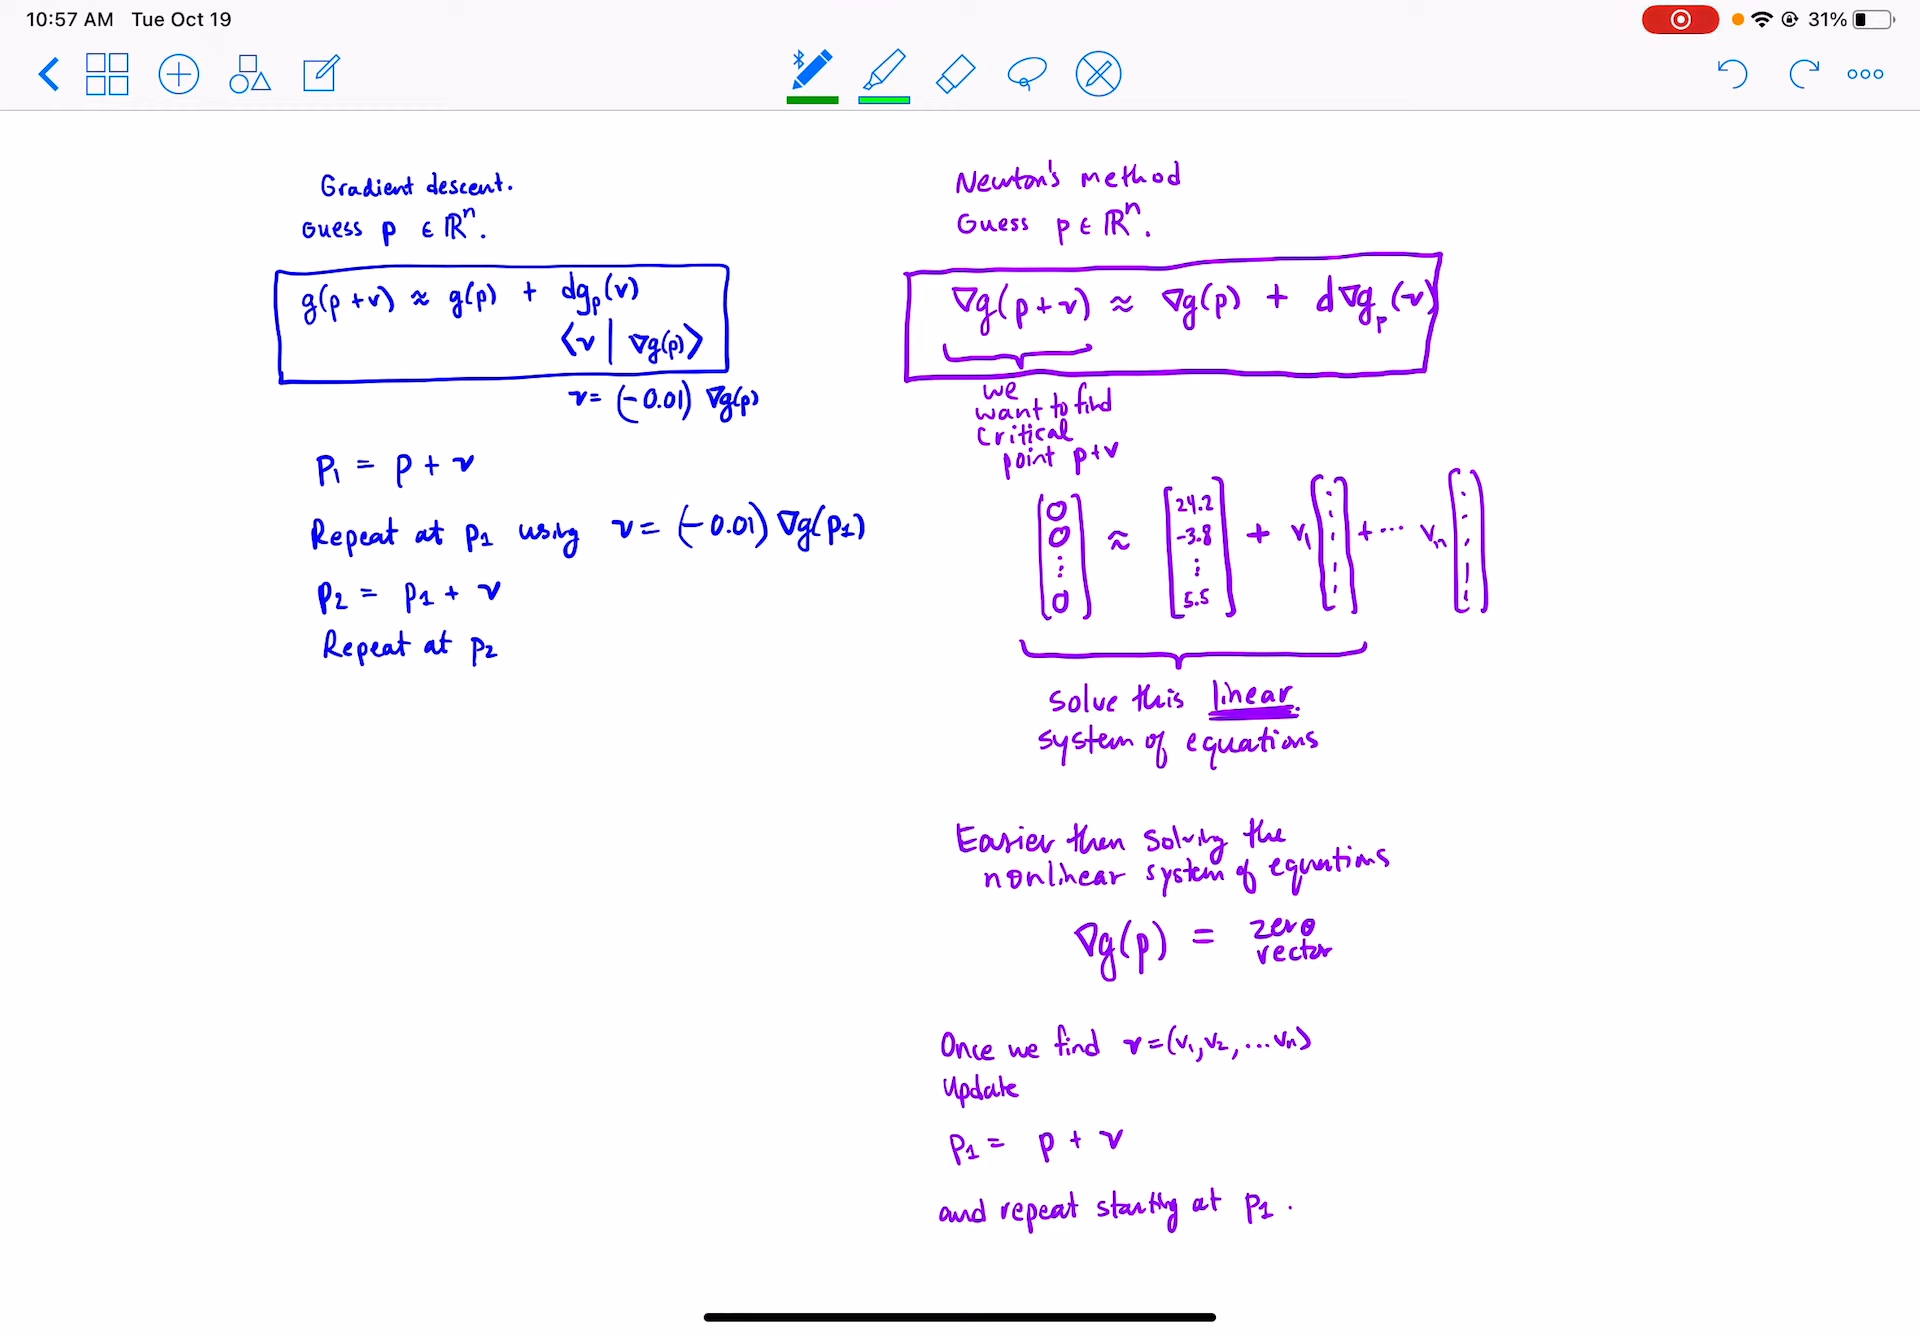 10:57 AM Tue Oct 19
31%
Gradient descent.
Guess p ∈ ℝⁿ.
g(p + v) ≈ g(p) + dg_p(v)
⟨v | ∇g(p)⟩
v = (-0.01) ∇g(p)
P₁ = p + v
Repeat at p₁ using v = (-0.01) ∇g(p₁)
P₂ = p₁ + v
Repeat at p₂
Newton's method
Guess p ∈ ℝⁿ.
∇g(p + v) ≈ ∇g(p) + d∇g_p(v)
we
want to find
critical
point p+v
[0 0 ⋮ 0] ≈ [24.2 -3.8 ⋮ 5.5] + v₁[⋮] + ⋯ vₙ[⋮]
Solve this linear.
system of equations
Easier then solving the
nonlinear system of equations
∇g(p) = zero
vector
Once we find v=(v₁,v₂,...vₙ)
update
P₁ = p + v
and repeat starting at p₁.